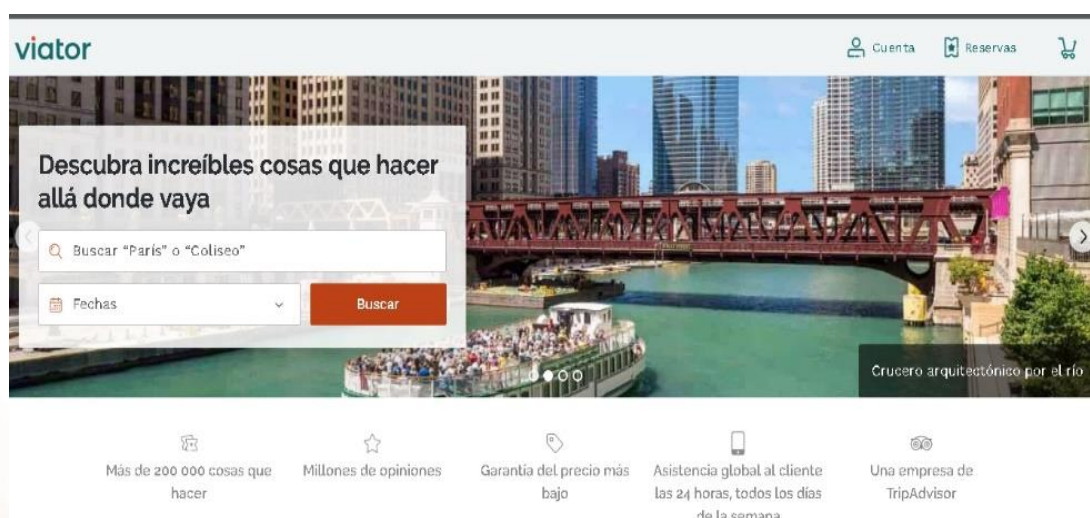 viator
Cuenta
Reservas
Descubra increíbles cosas que hacer
allá donde vaya
Buscar "París" o "Coliseo"
Fechas
Buscar
Crucero arquitectónico por el río
Más de 200 000 cosas que
hacer
Millones de opiniones
Garantía del precio más
bajo
Asistencia global al cliente
las 24 horas, todos los días
de la semana
Una empresa de
TripAdvisor